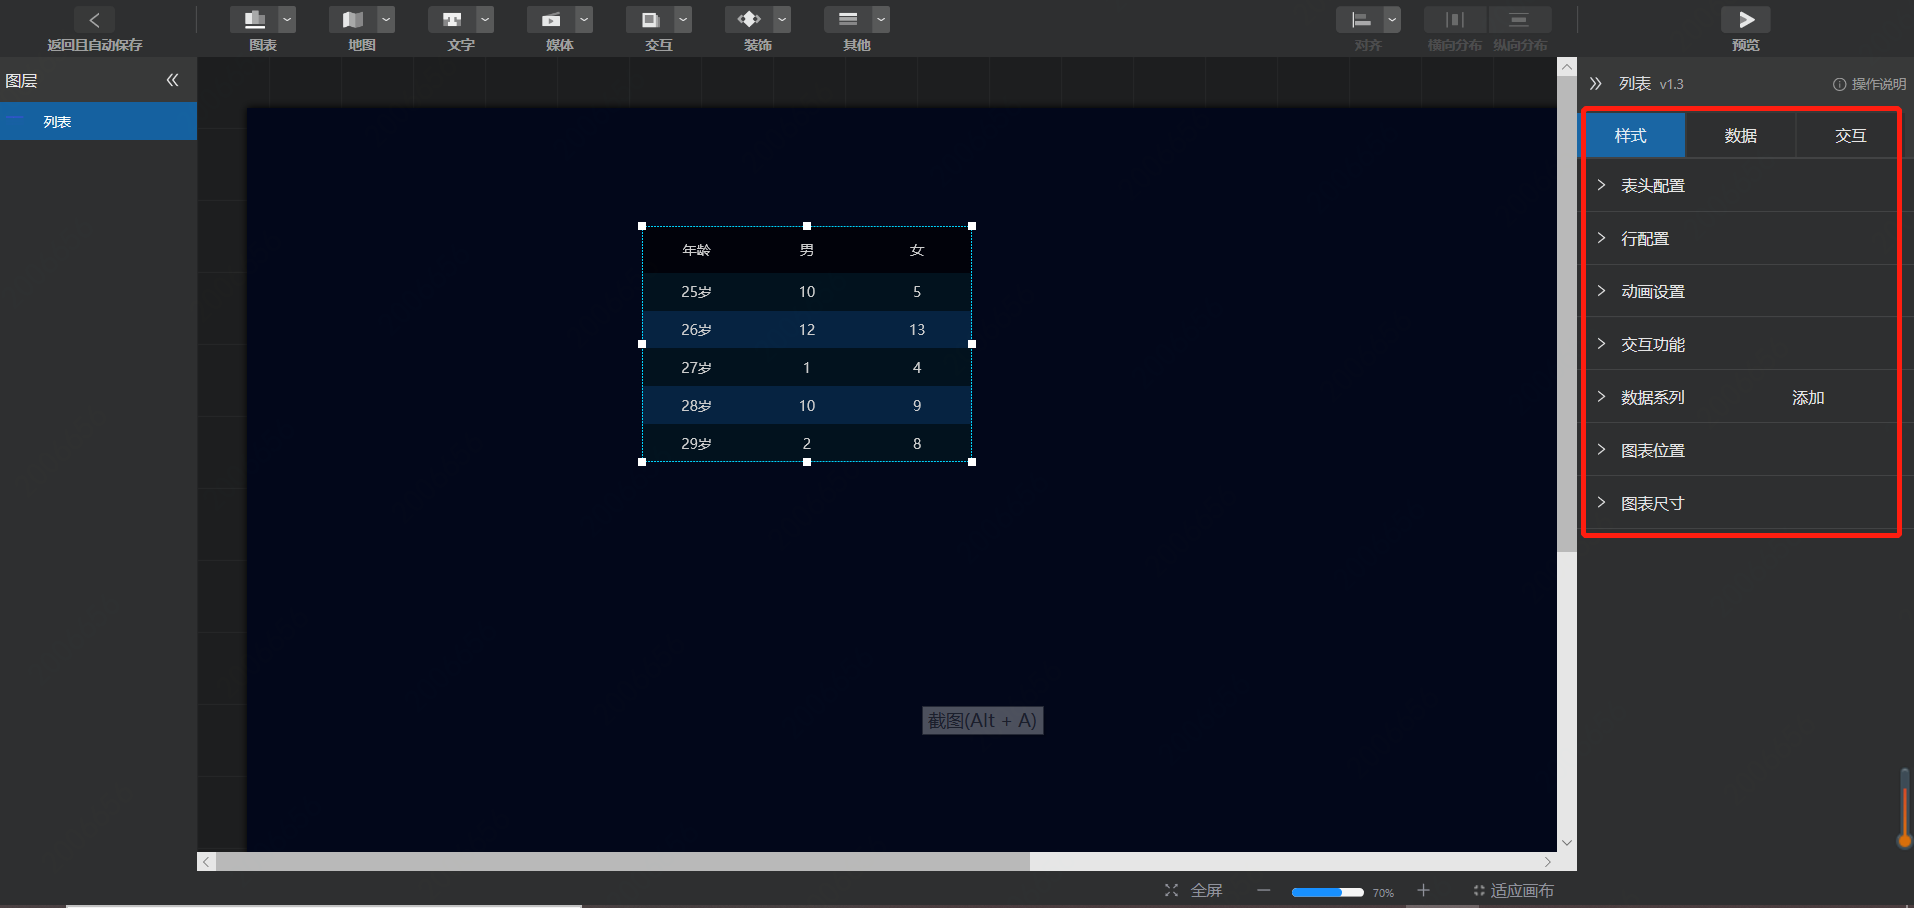 返回且自动保存
图表
地图
文字
媒体
交互
装饰
其他
对齐
横向分布
纵向分布
预览
图层
列表
年龄 男 女
25岁 10 5
26岁 12 13
27岁 1 4
28岁 10 9
29岁 2 8
截图(Alt + A)
列表 v1.3
操作说明
样式 数据 交互
表头配置
行配置
动画设置
交互功能
数据系列 添加
图表位置
图表尺寸
全屏
70%
适应画布